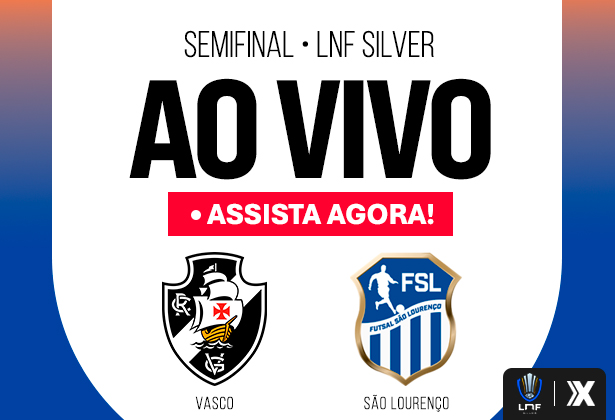 SEMIFINAL • LNF SILVER
AO VIVO
• ASSISTA AGORA!
FSL
FUTSAL SÃO LOURENÇO
VASCO
SÃO LOURENÇO
LNF